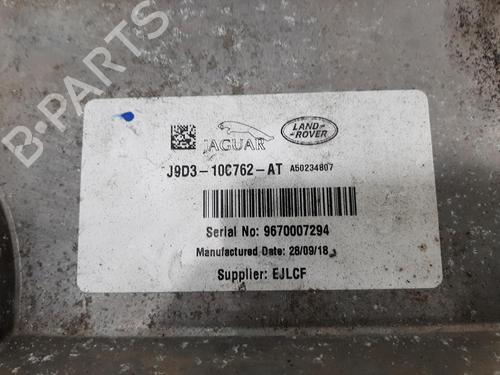 B-PARTS
JAGUAR
LAND-
ROVER
J9D3-10C762-AT A50234807
Serial No: 9670007294
Manufactured Date: 28/09/18
Supplier: EJLCF